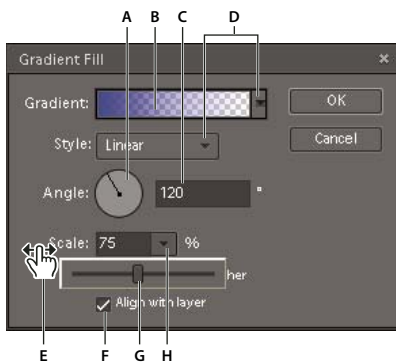 A B C D
Gradient Fill
Gradient: OK
Style: Linear Cancel
Angle: 120 °
Scale: 75 %
her
Align with layer
E F G H